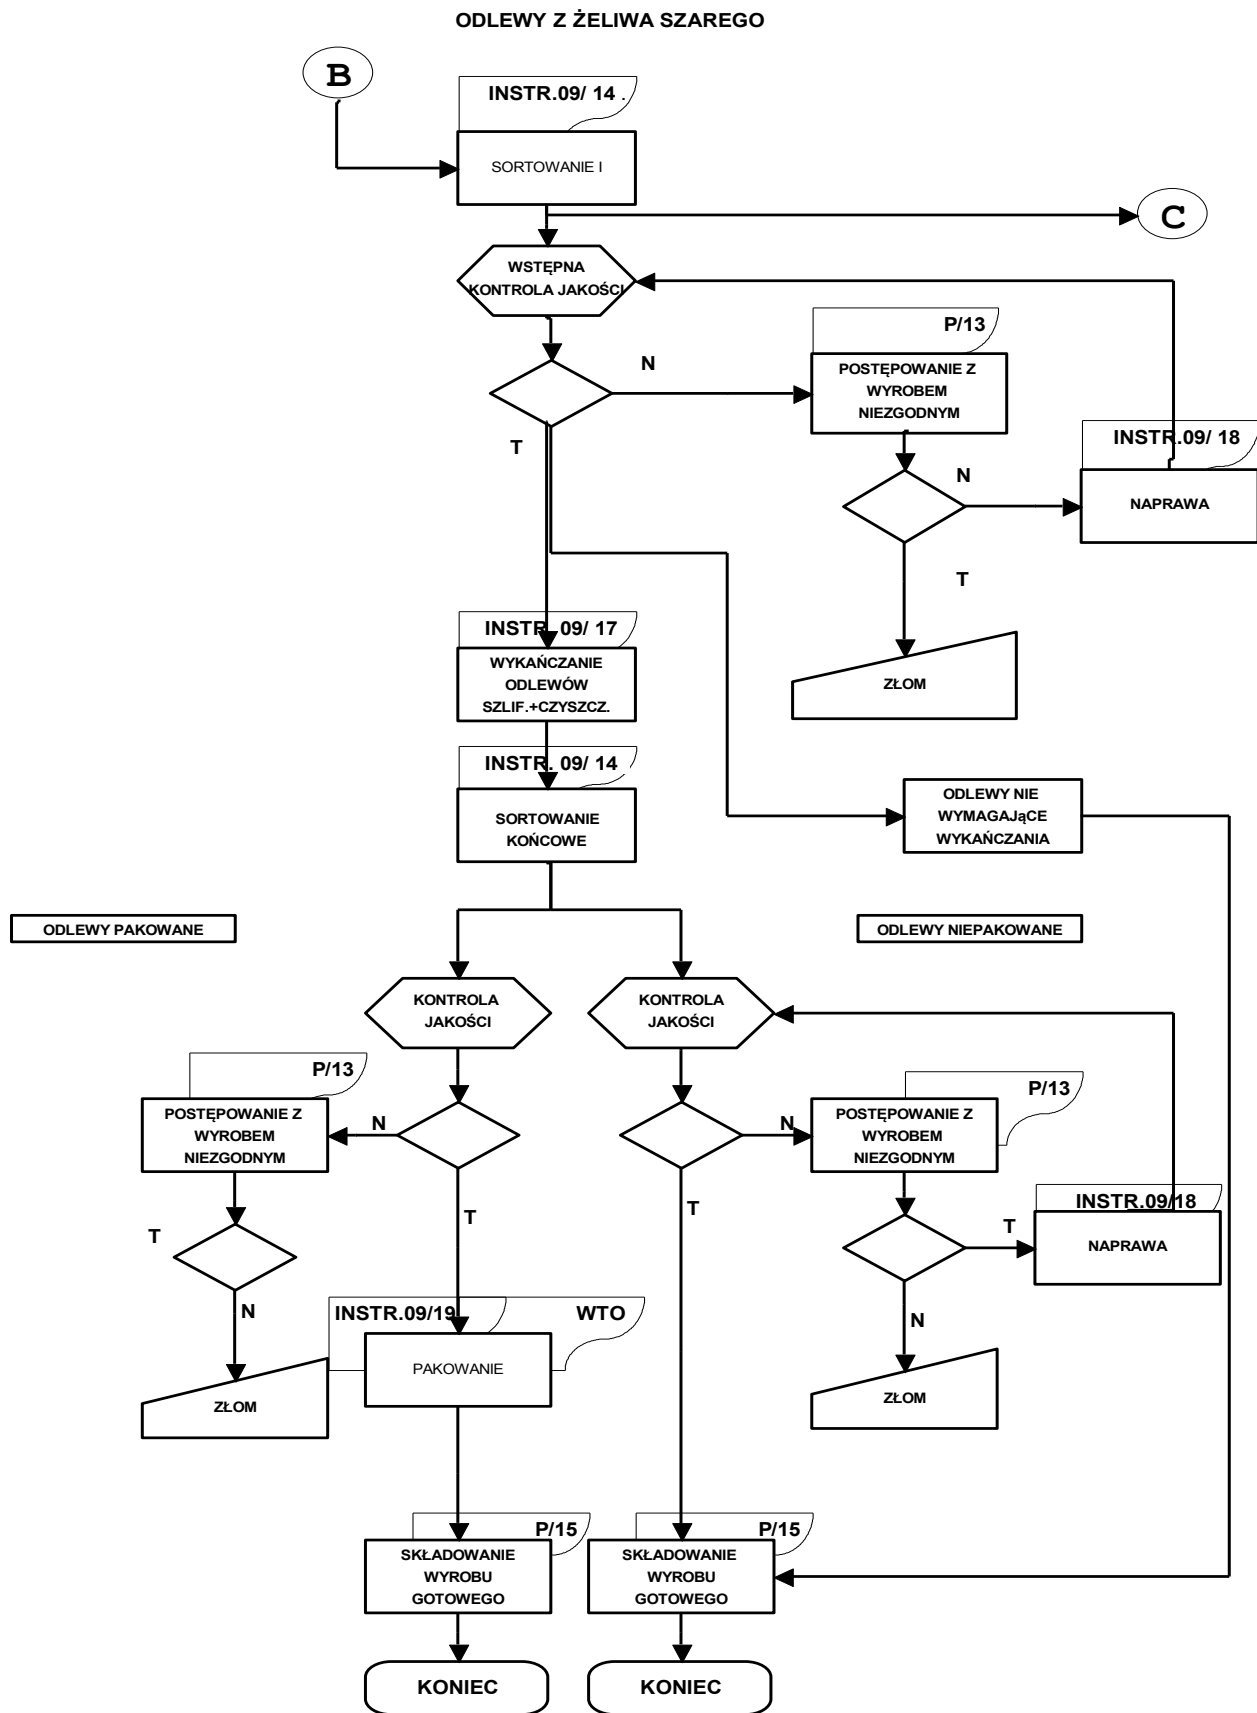 ODLEWY Z ŻELIWA SZAREGO
B
INSTR.09/ 14 .
SORTOWANIE I
C
WSTĘPNA
KONTROLA JAKOŚCI
P/13
N
POSTĘPOWANIE Z
WYROBEM
NIEZGODNYM
T
INSTR.09/ 18
N
NAPRAWA
T
INSTR. 09/ 17
WYKAŃCZANIE
ODLEWÓW
SZLIF.+CZYSZCZ.
ZŁOM
INSTR. 09/ 14
SORTOWANIE
KOŃCOWE
ODLEWY NIE
WYMAGAJąCE
WYKAŃCZANIA
ODLEWY PAKOWANE
ODLEWY NIEPAKOWANE
KONTROLA
JAKOŚCI
KONTROLA
JAKOŚCI
P/13
P/13
POSTĘPOWANIE Z
WYROBEM
NIEZGODNYM
N
N
POSTĘPOWANIE Z
WYROBEM
NIEZGODNYM
T
T
T
INSTR.09/18
T
NAPRAWA
N
INSTR.09/19
WTO
N
PAKOWANIE
ZŁOM
ZŁOM
P/15
P/15
SKŁADOWANIE
WYROBU
GOTOWEGO
SKŁADOWANIE
WYROBU
GOTOWEGO
KONIEC
KONIEC